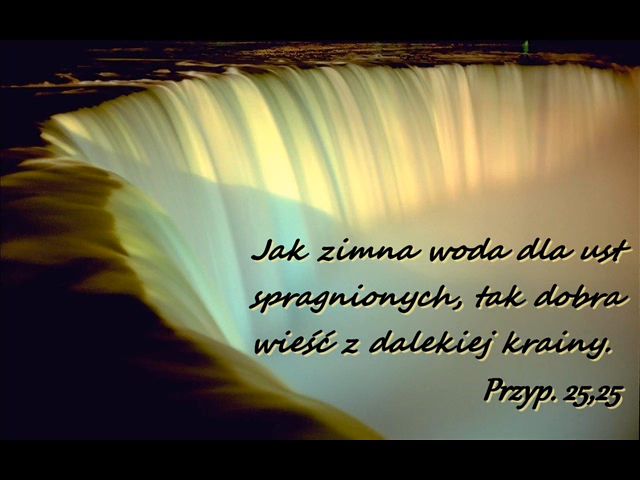 Jak zimna woda dla ust
spragnionych, tak dobra
wieść z dalekiej krainy.
Przyp. 25,25